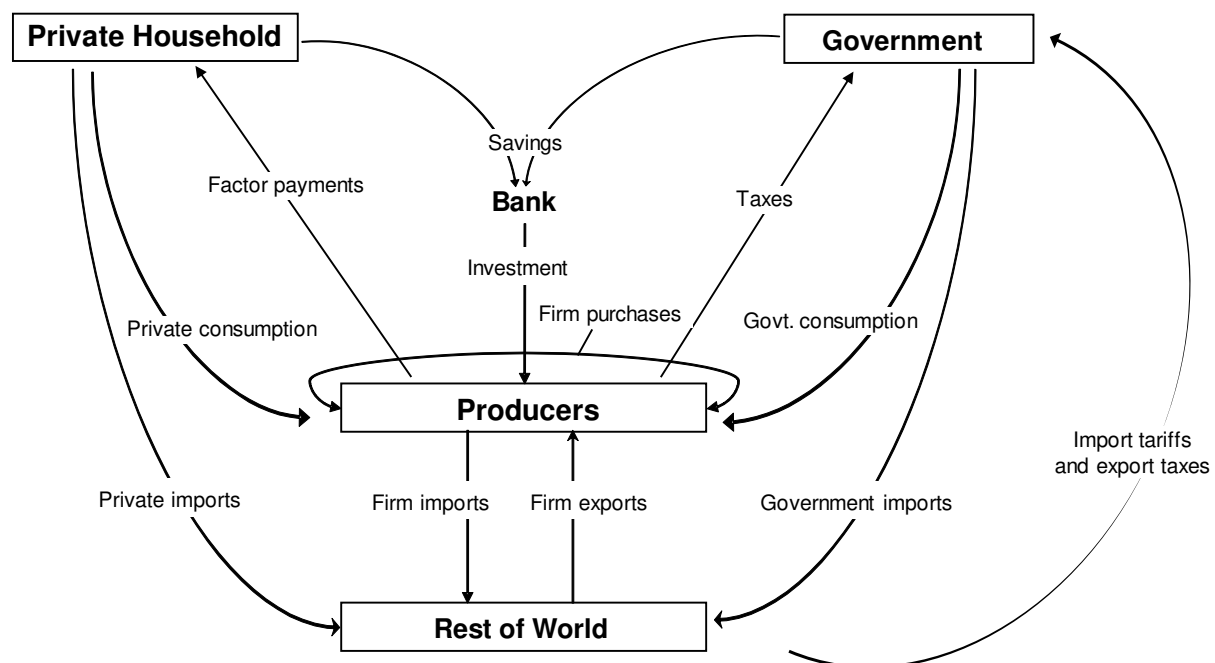 Private Household
Government
Savings
Factor payments
Bank
Taxes
Investment
Firm purchases
Private consumption
Govt. consumption
Producers
Import tariffs
and export taxes
Private imports
Firm imports
Firm exports
Government imports
Rest of World